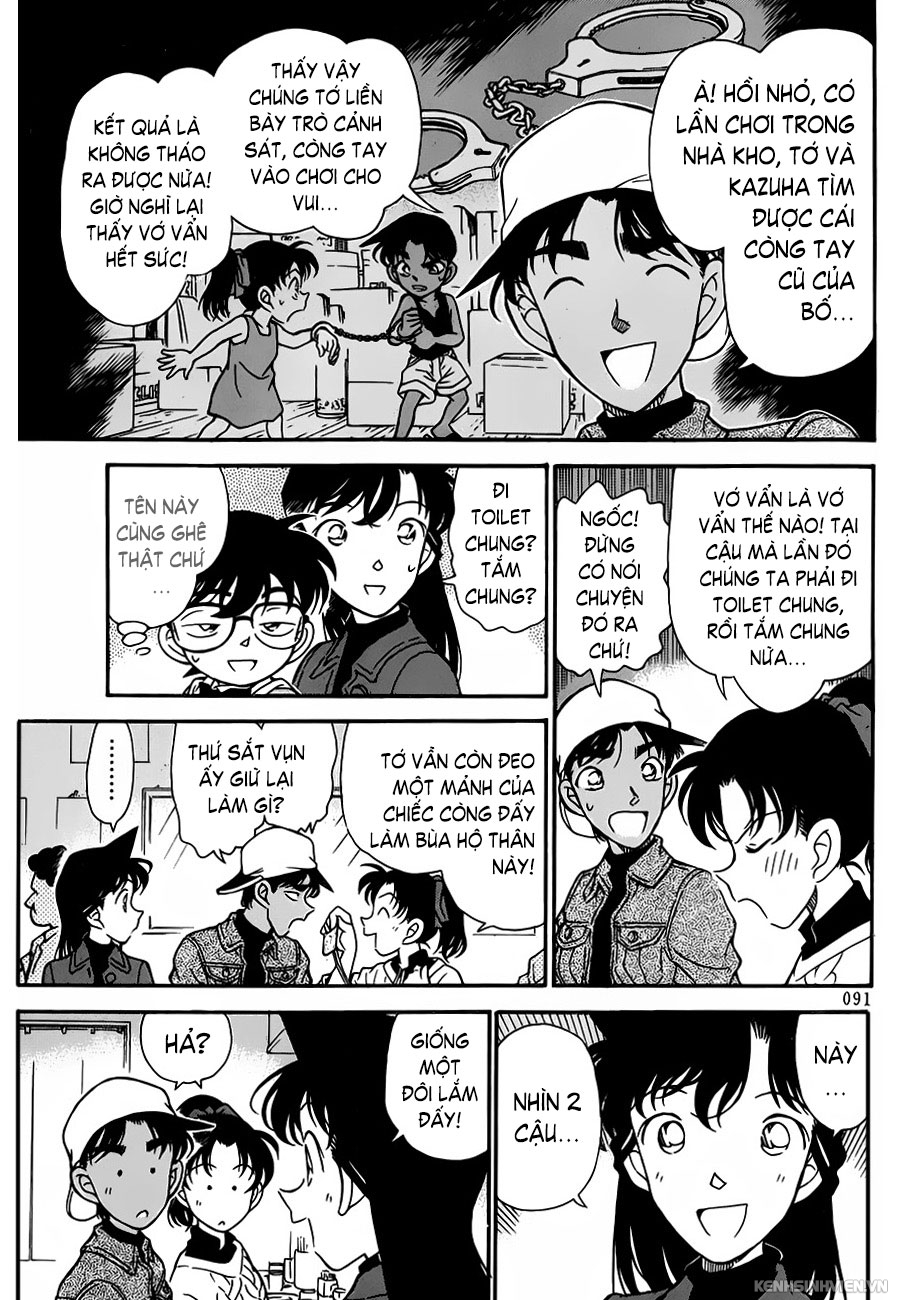 À! HỒI NHỎ, CÓ
LẦN CHƠI TRONG
NHÀ KHO, TỚ VÀ
KAZUHA TÌM
ĐƯỢC CÁI
CÒNG TAY
CŨ CỦA
BỐ...
THẤY VẬY
CHÚNG TỚ LIỀN
BÀY TRÒ CẢNH
SÁT, CÒNG TAY
VÀO CHƠI CHO
VUI...
KẾT QUẢ LÀ
KHÔNG THÁO
RA ĐƯỢC NỮA!
GIỜ NGHĨ LẠI
THẤY VỚ VẨN
HẾT SỨC!
VỚ VẨN LÀ VỚ
VẨN THẾ NÀO! TẠI
CẬU MÀ LẦN ĐÓ
CHÚNG TA PHẢI ĐI
TOILET CHUNG,
RỒI TẮM CHUNG
NỮA...
NGỐC!
ĐỪNG
CÓ NÓI
CHUYỆN
ĐÓ RA
CHỨ!
ĐI
TOILET
CHUNG?
TẮM
CHUNG?
TÊN NÀY
CŨNG GHÊ
THẬT CHỨ
...
TỚ VẪN CÒN ĐEO
MỘT MẢNH CỦA
CHIẾC CÒNG ĐẤY
LÀM BÙA HỘ THÂN
NÀY!
THỨ SẮT VỤN
ẤY GIỮ LẠI
LÀM GÌ?
........
091
NÀY
...
NHÌN 2
CẬU...
GIỐNG
MỘT
ĐÔI LẮM
ĐẤY!
HẢ?
KENHSINHVIEN.VN